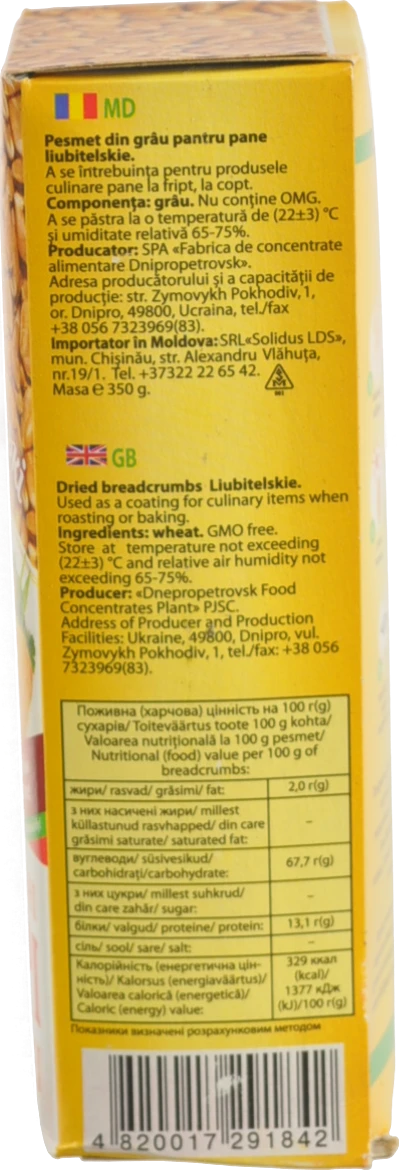 MD
Pesmet din grâu pantru pane
liubitelskie.
A se întrebuința pentru produsele
culinare pane la fript, la copt.
Componența: grâu. Nu conține OMG.
A se păstra la o temperatură de (22±3) °C
și umiditate relativă 65-75%.
Producator: SPA «Fabrica de concentrate
alimentare Dnipropetrovsk».
Adresa producătorului și a capacității de
producție: str. Zymovykh Pokhodiv, 1,
or. Dnipro, 49800, Ucraina, tel./fax
+38 056 7323969(83).
Importator în Moldova: SRL«Solidus LDS»,
mun. Chișinău, str. Alexandru Vlăhuța,
nr.19/1. Tel. +37322 22 65 42.
Masa ℮ 350 g.
MI
GB
Dried breadcrumbs Liubitelskie.
Used as a coating for culinary items when
roasting or baking.
Ingredients: wheat. GMO free.
Store at temperature not exceeding
(22±3) °C and relative air humidity not
exceeding 65-75%.
Producer: «Dnepropetrovsk Food
Concentrates Plant» PJSC.
Address of Producer and Production
Facilities: Ukraine, 49800, Dnipro, vul.
Zymovykh Pokhodiv, 1, tel./fax: +38 056
7323969(83).
Поживна (харчова) цінність на 100 г(g)
сухарів/ Toiteväärtus toote 100 g kohta/
Valoarea nutrițională la 100 g pesmet/
Nutritional (food) value per 100 g of
breadcrumbs:
жири/ rasvad/ grăsimi/ fat: 2,0 г(g)
з них насичені жири/ millest
küllastunud rasvhapped/ din care
grăsimi saturate/ saturated fat: –
вуглеводи/ süsivesikud/
carbohidrați/carbohydrate: 67,7 г(g)
з них цукри/ millest suhkrud/
din care zahăr/ sugar: –
білки/ valgud/ proteine/ protein: 13,1 г(g)
сіль/ sool/ sare/ salt: –
Калорійність (енергетична цін-
ність)/ Kalorsus (energiaväärtus)/
Valoarea calorică (energetică)/
Caloric (energy) value:
329 ккал
(kcal)/
1377 кДж
(kJ)/100 г(g)
Показники визначені розрахунковим методом
4 820017 291842